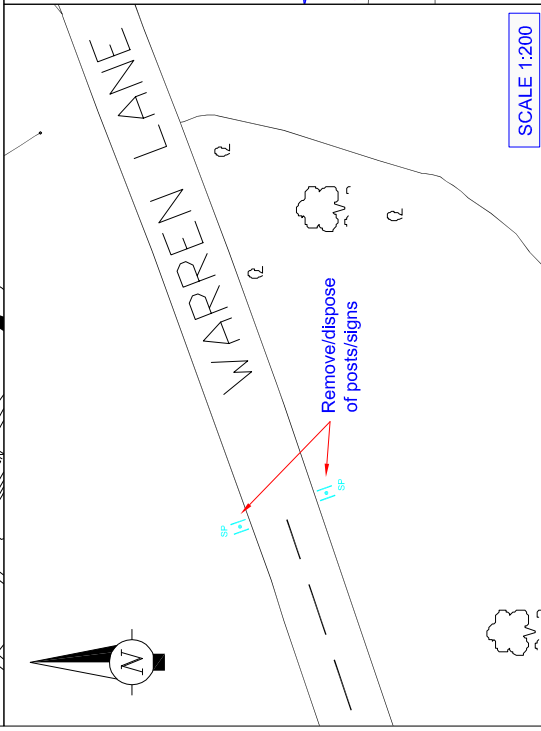 WARREN LANE
SCALE 1:200
Remove/dispose
of posts/signs
SP
SP
N